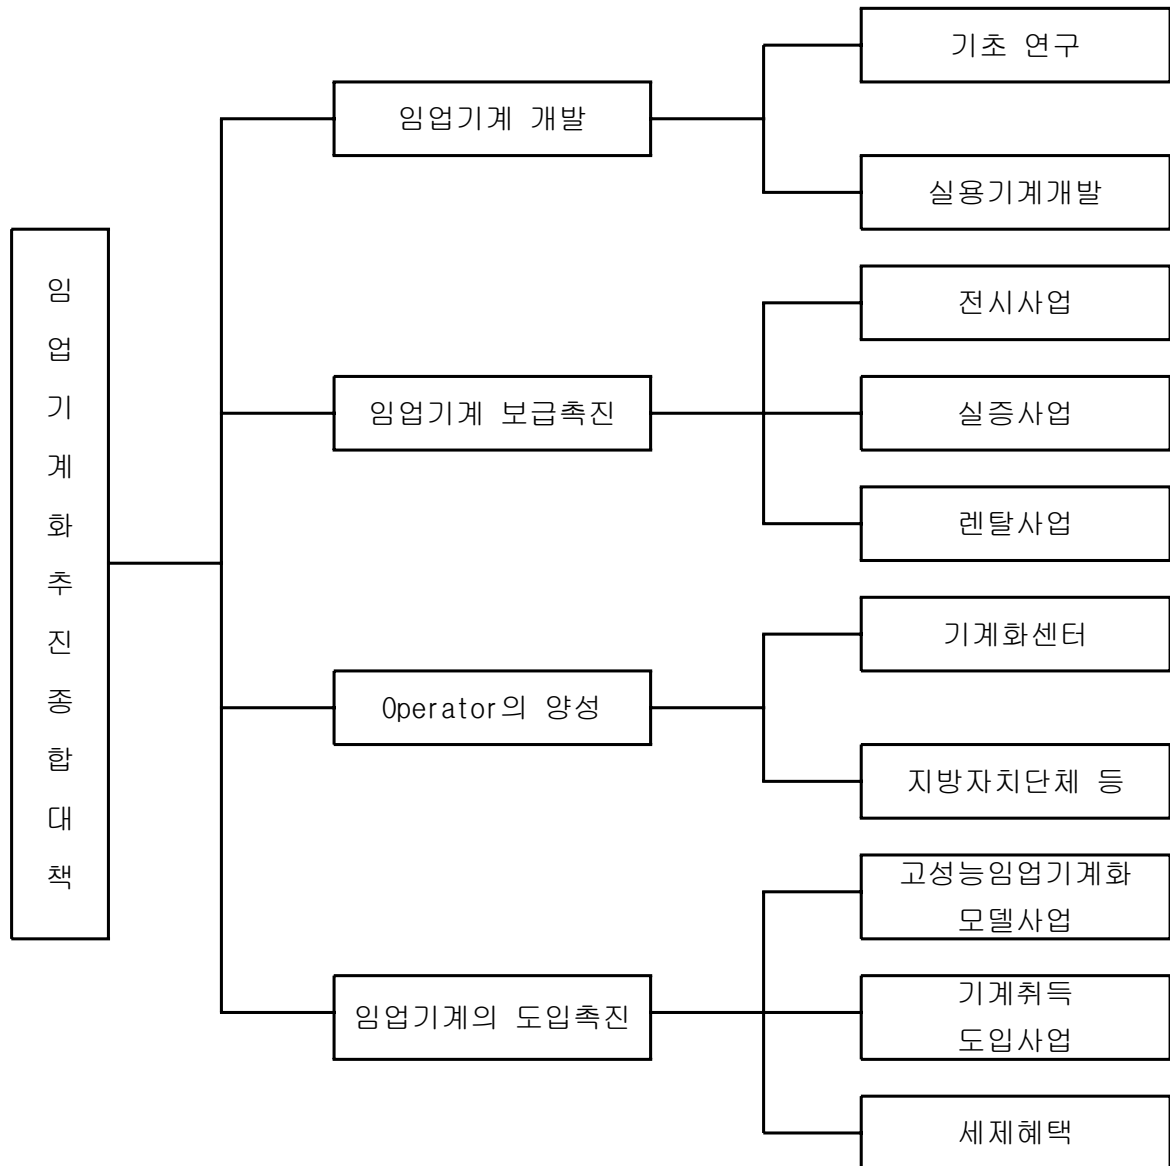 임업기계화추진종합대책
임업기계 개발
기초 연구
실용기계개발
임업기계 보급촉진
전시사업
실증사업
렌탈사업
Operator의 양성
기계화센터
지방자치단체 등
임업기계의 도입촉진
고성능임업기계화
모델사업
기계취득
도입사업
세제혜택